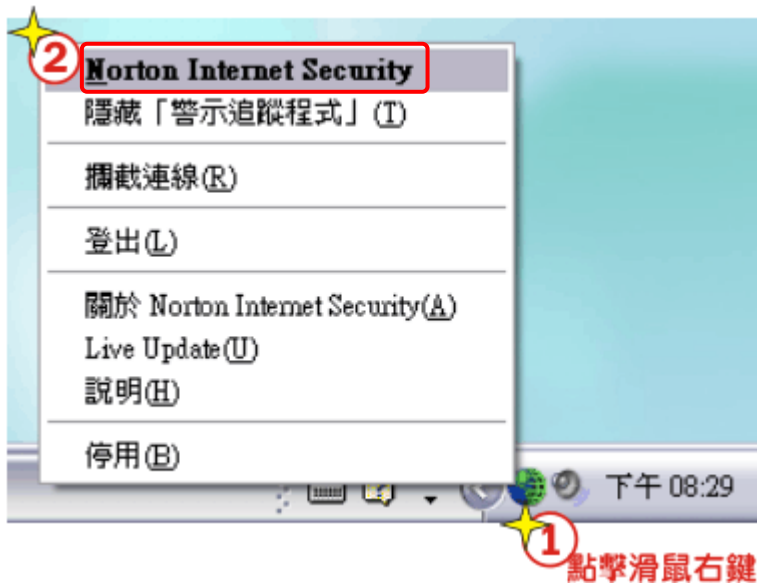 ②
Norton Internet Security
隱藏「警示追蹤程式」(T)
攔截連線(R)
登出(L)
關於 Norton Internet Security(A)
Live Update(U)
說明(H)
停用(B)
下午 08:29
①
點擊滑鼠右鍵